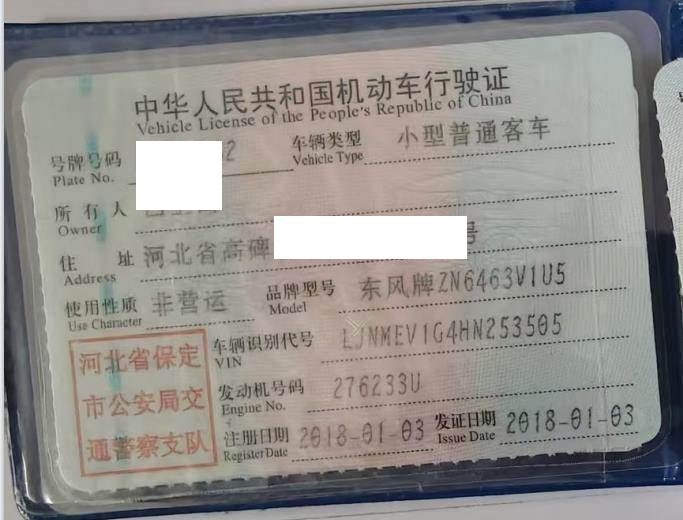 中华人民共和国机动车行驶证
Vehicle License of the People's Republic of China
号牌号码 2 车辆类型 小型普通客车
Plate No. Vehicle Type
所有人
Owner
住址 河北省高碑 号
Address
使用性质 非营运 品牌型号 东风牌ZN6463V1U5
Use Character Model
河北省保定
市公安局交
通警察支队
车辆识别代号 LJNMEV1G4HN253505
VIN
发动机号码 276233U
Engine No.
注册日期 2018-01-03 发证日期 2018-01-03
Register Date Issue Date